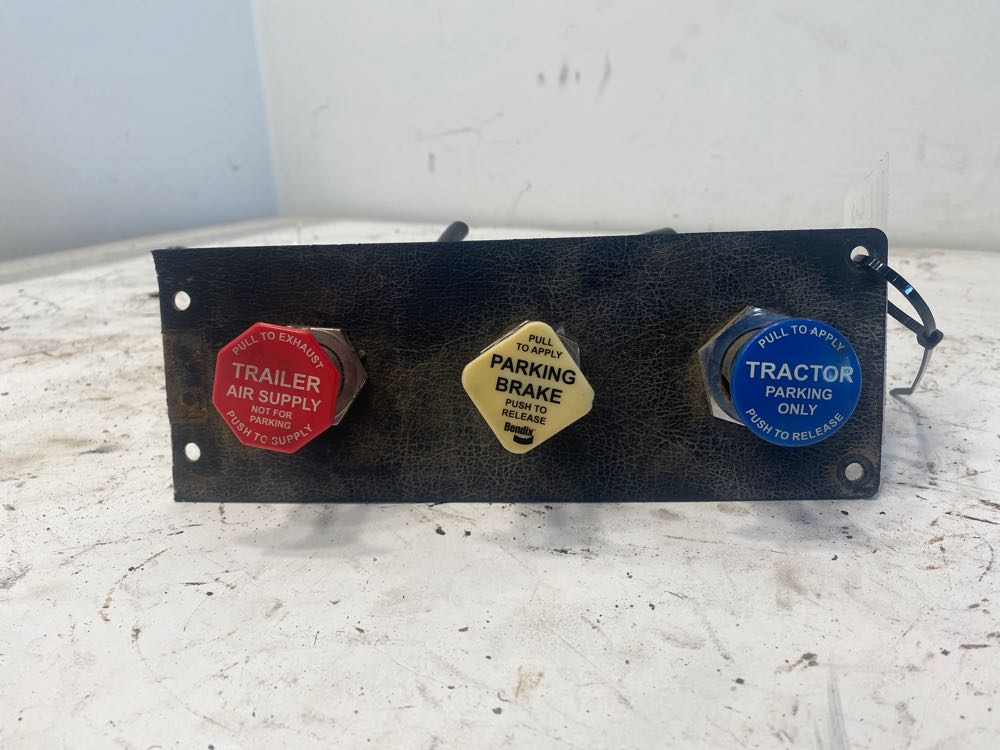 PULL TO EXHAUST
TRAILER
AIR SUPPLY
NOT FOR
PARKING
PUSH TO SUPPLY
PULL
TO APPLY
PARKING
BRAKE
PUSH TO
RELEASE
Bendix
PULL TO APPLY
TRACTOR
PARKING
ONLY
PUSH TO RELEASE